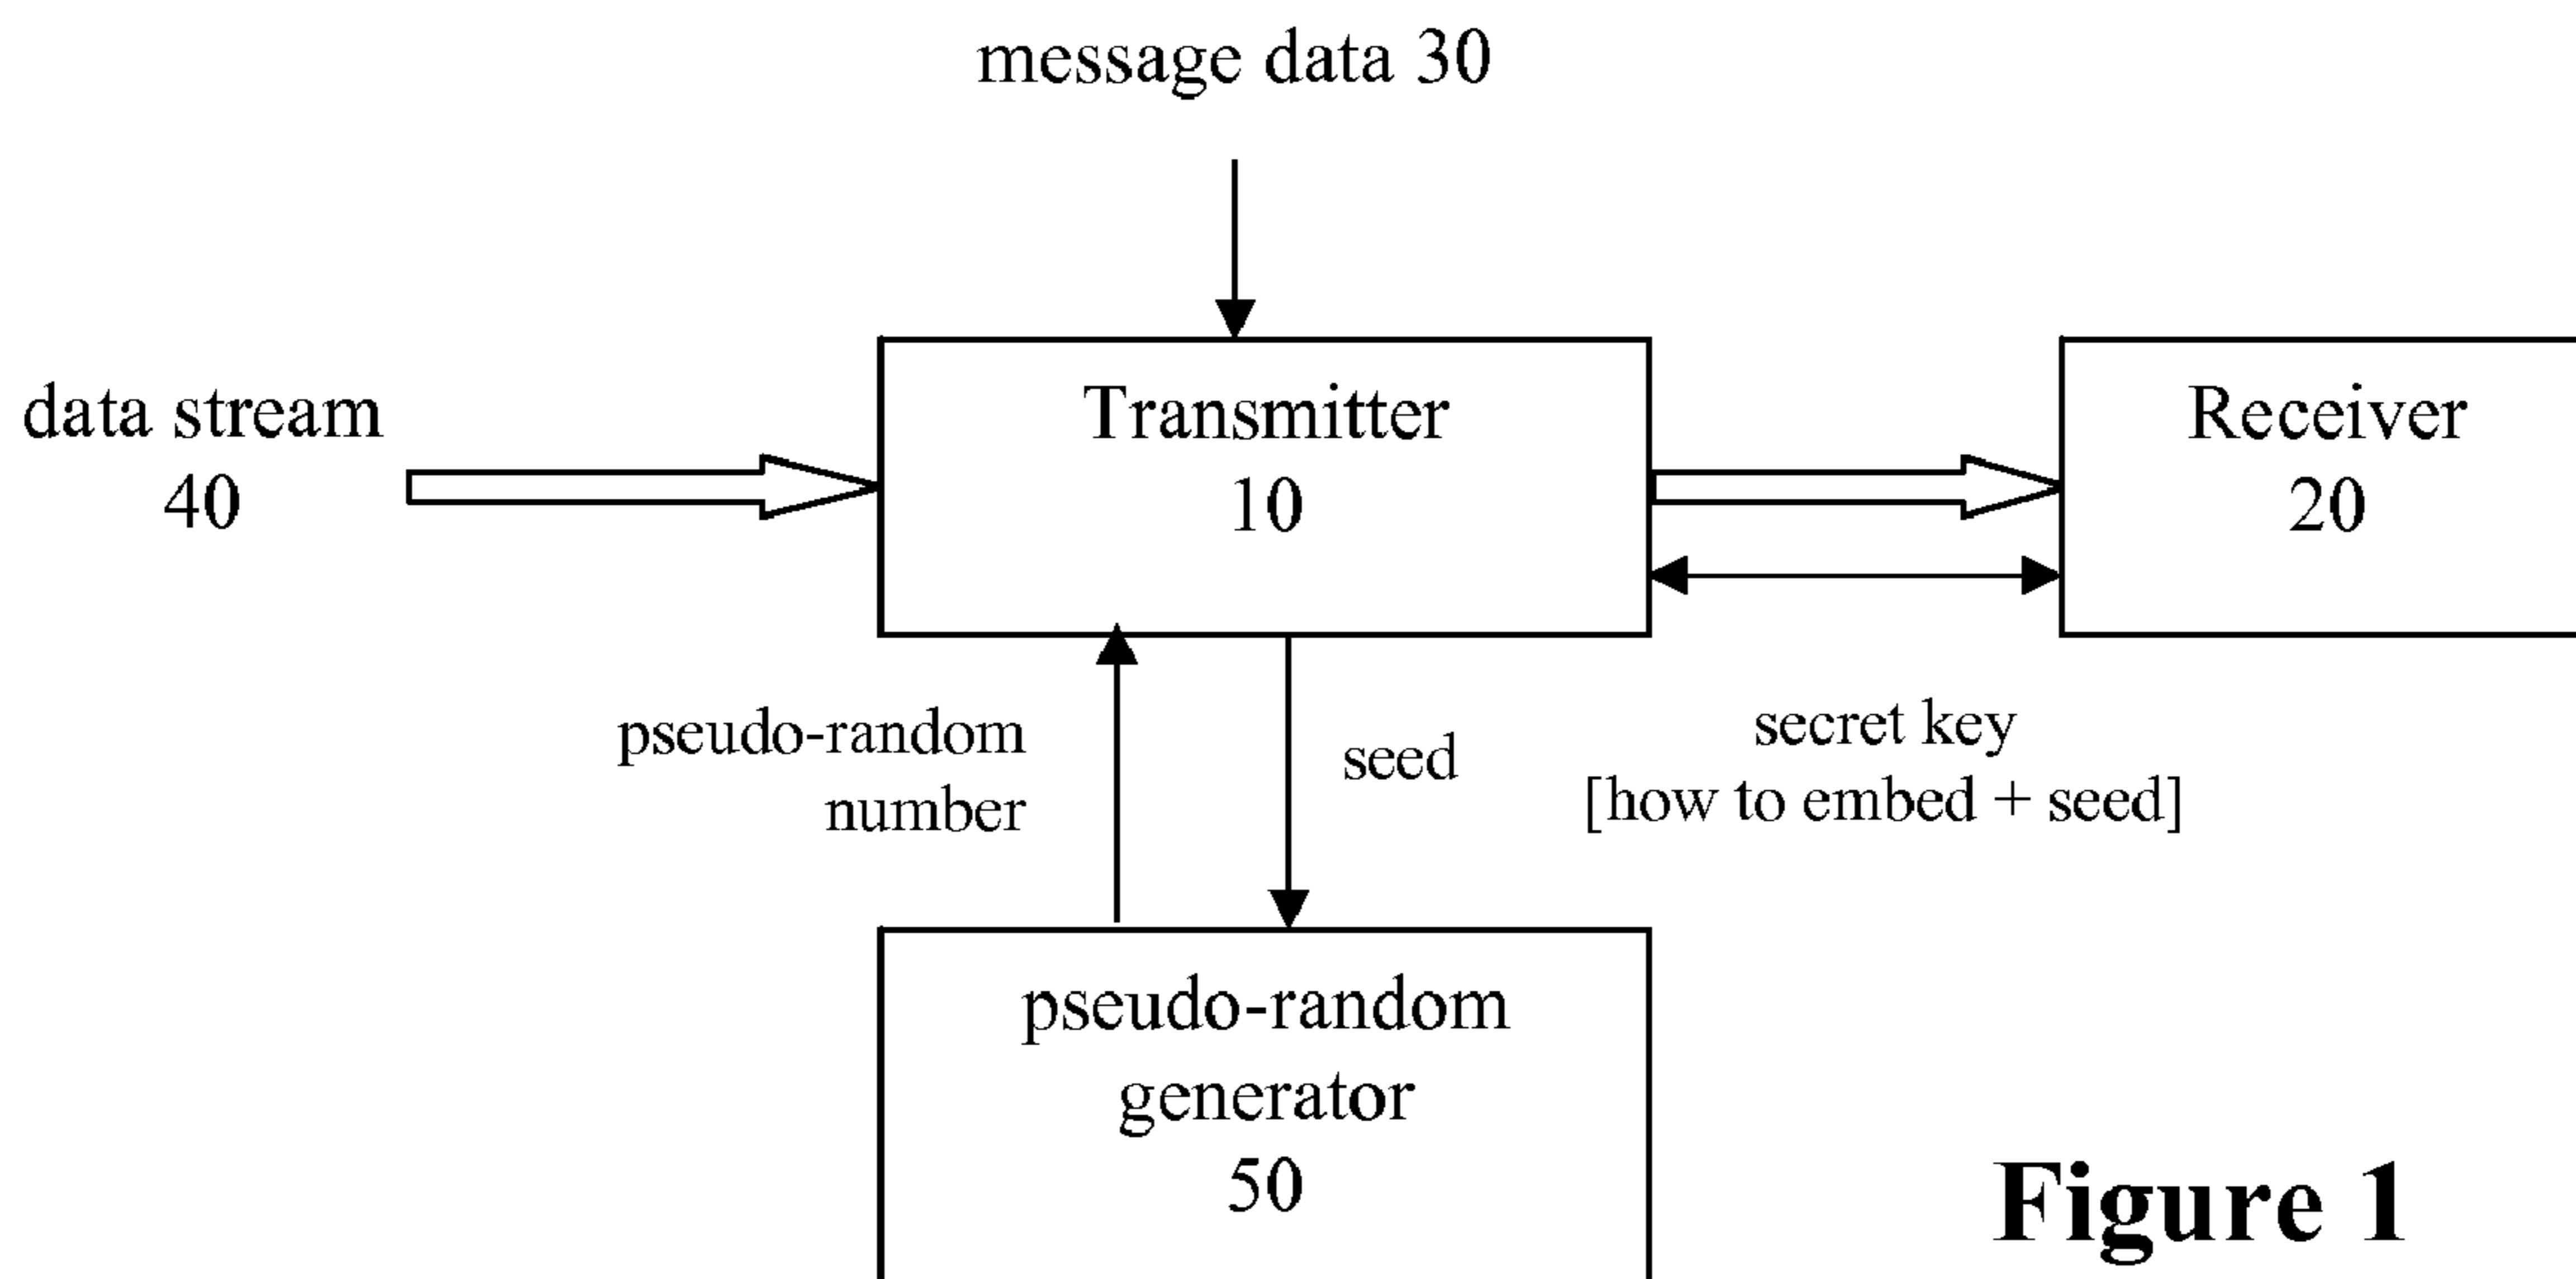 message data 30
data stream
40
Transmitter
10
Receiver
20
pseudo-random
number
seed
secret key
[how to embed + seed]
pseudo-random
generator
50
Figure 1